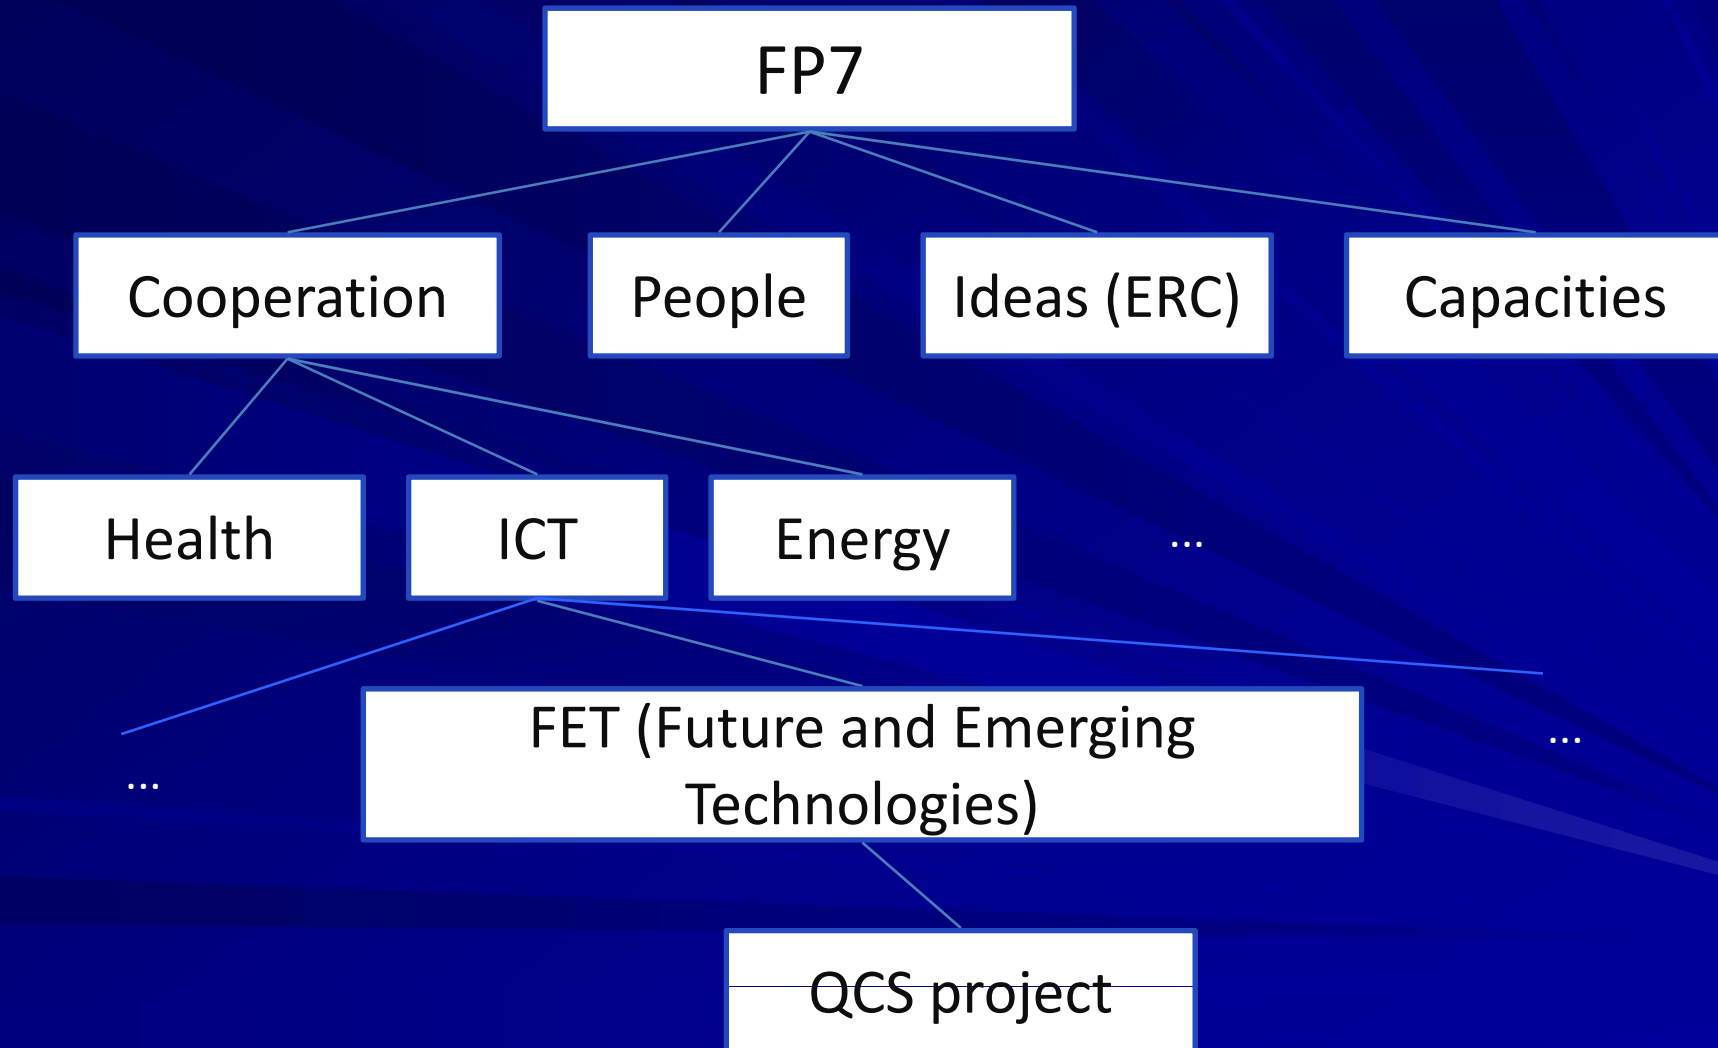 FP7
Cooperation
People
Ideas (ERC)
Capacities
Health
ICT
Energy
...
FET (Future and Emerging
Technologies)
...
...
QCS project